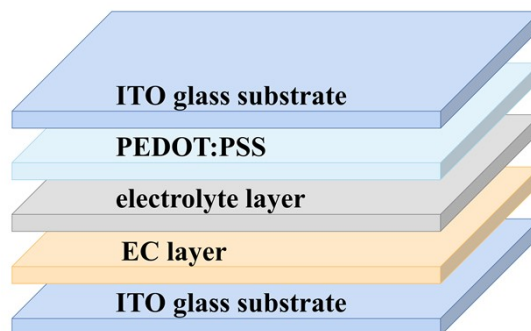 ITO glass substrate
PEDOT:PSS
electrolyte layer
EC layer
ITO glass substrate